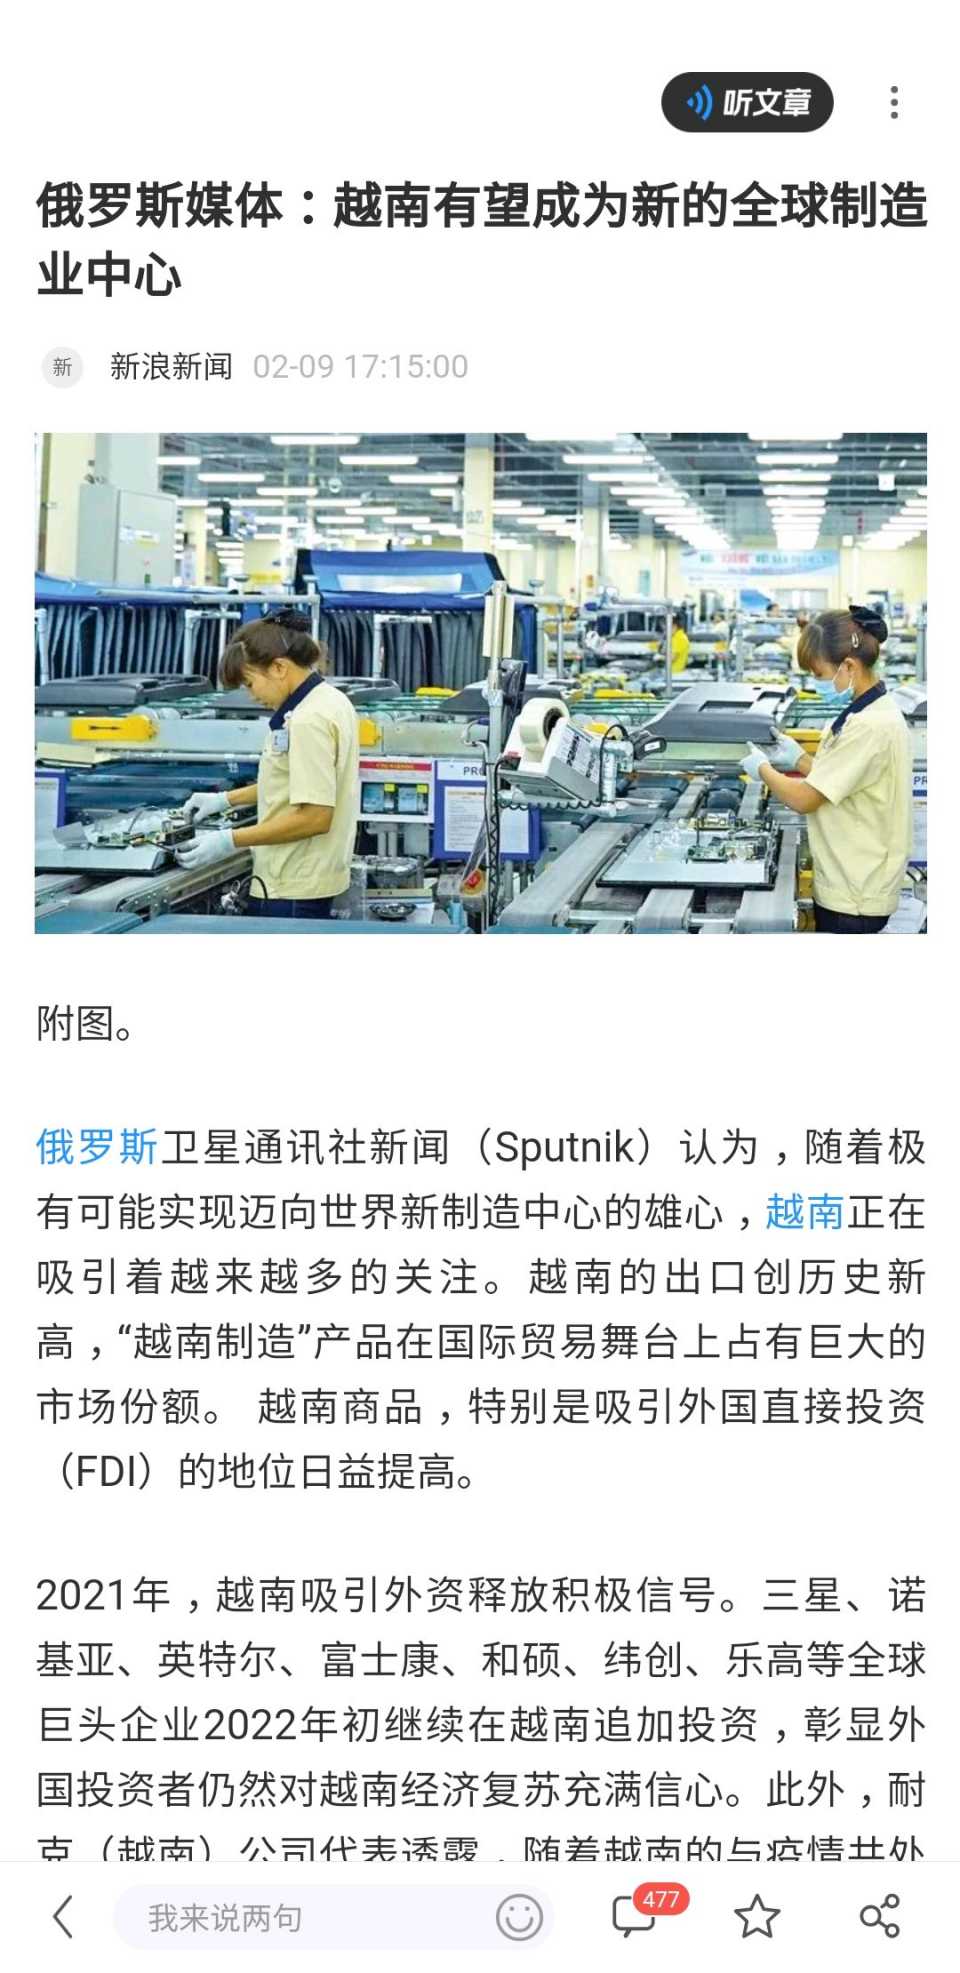 听文章
俄罗斯媒体：越南有望成为新的全球制造
业中心
新 新浪新闻 02-09 17:15:00
附图。
俄罗斯卫星通讯社新闻（Sputnik）认为，随着极
有可能实现迈向世界新制造中心的雄心，越南正在
吸引着越来越多的关注。越南的出口创历史新
高，“越南制造”产品在国际贸易舞台上占有巨大的
市场份额。 越南商品，特别是吸引外国直接投资
（FDI）的地位日益提高。
2021年，越南吸引外资释放积极信号。三星、诺
基亚、英特尔、富士康、和硕、纬创、乐高等全球
巨头企业2022年初继续在越南追加投资，彰显外
国投资者仍然对越南经济复苏充满信心。此外，耐
克（越南）公司代表透露，随着越南的与疫情共处
我来说两句
477